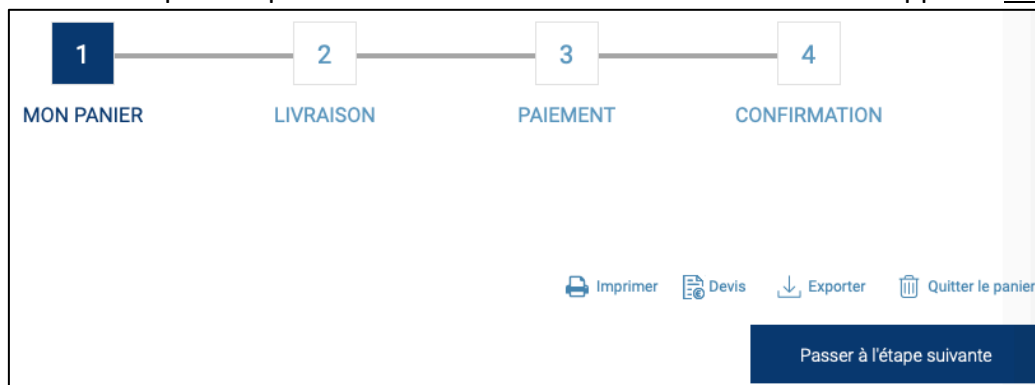 1 2 3 4
MON PANIER LIVRAISON PAIEMENT CONFIRMATION
Imprimer Devis Exporter Quitter le panier
Passer à l'étape suivante